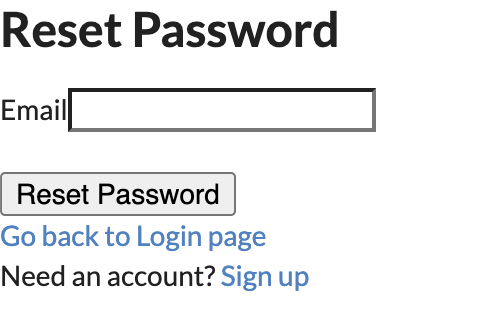 Reset Password
Email
Reset Password
Go back to Login page
Need an account? Sign up